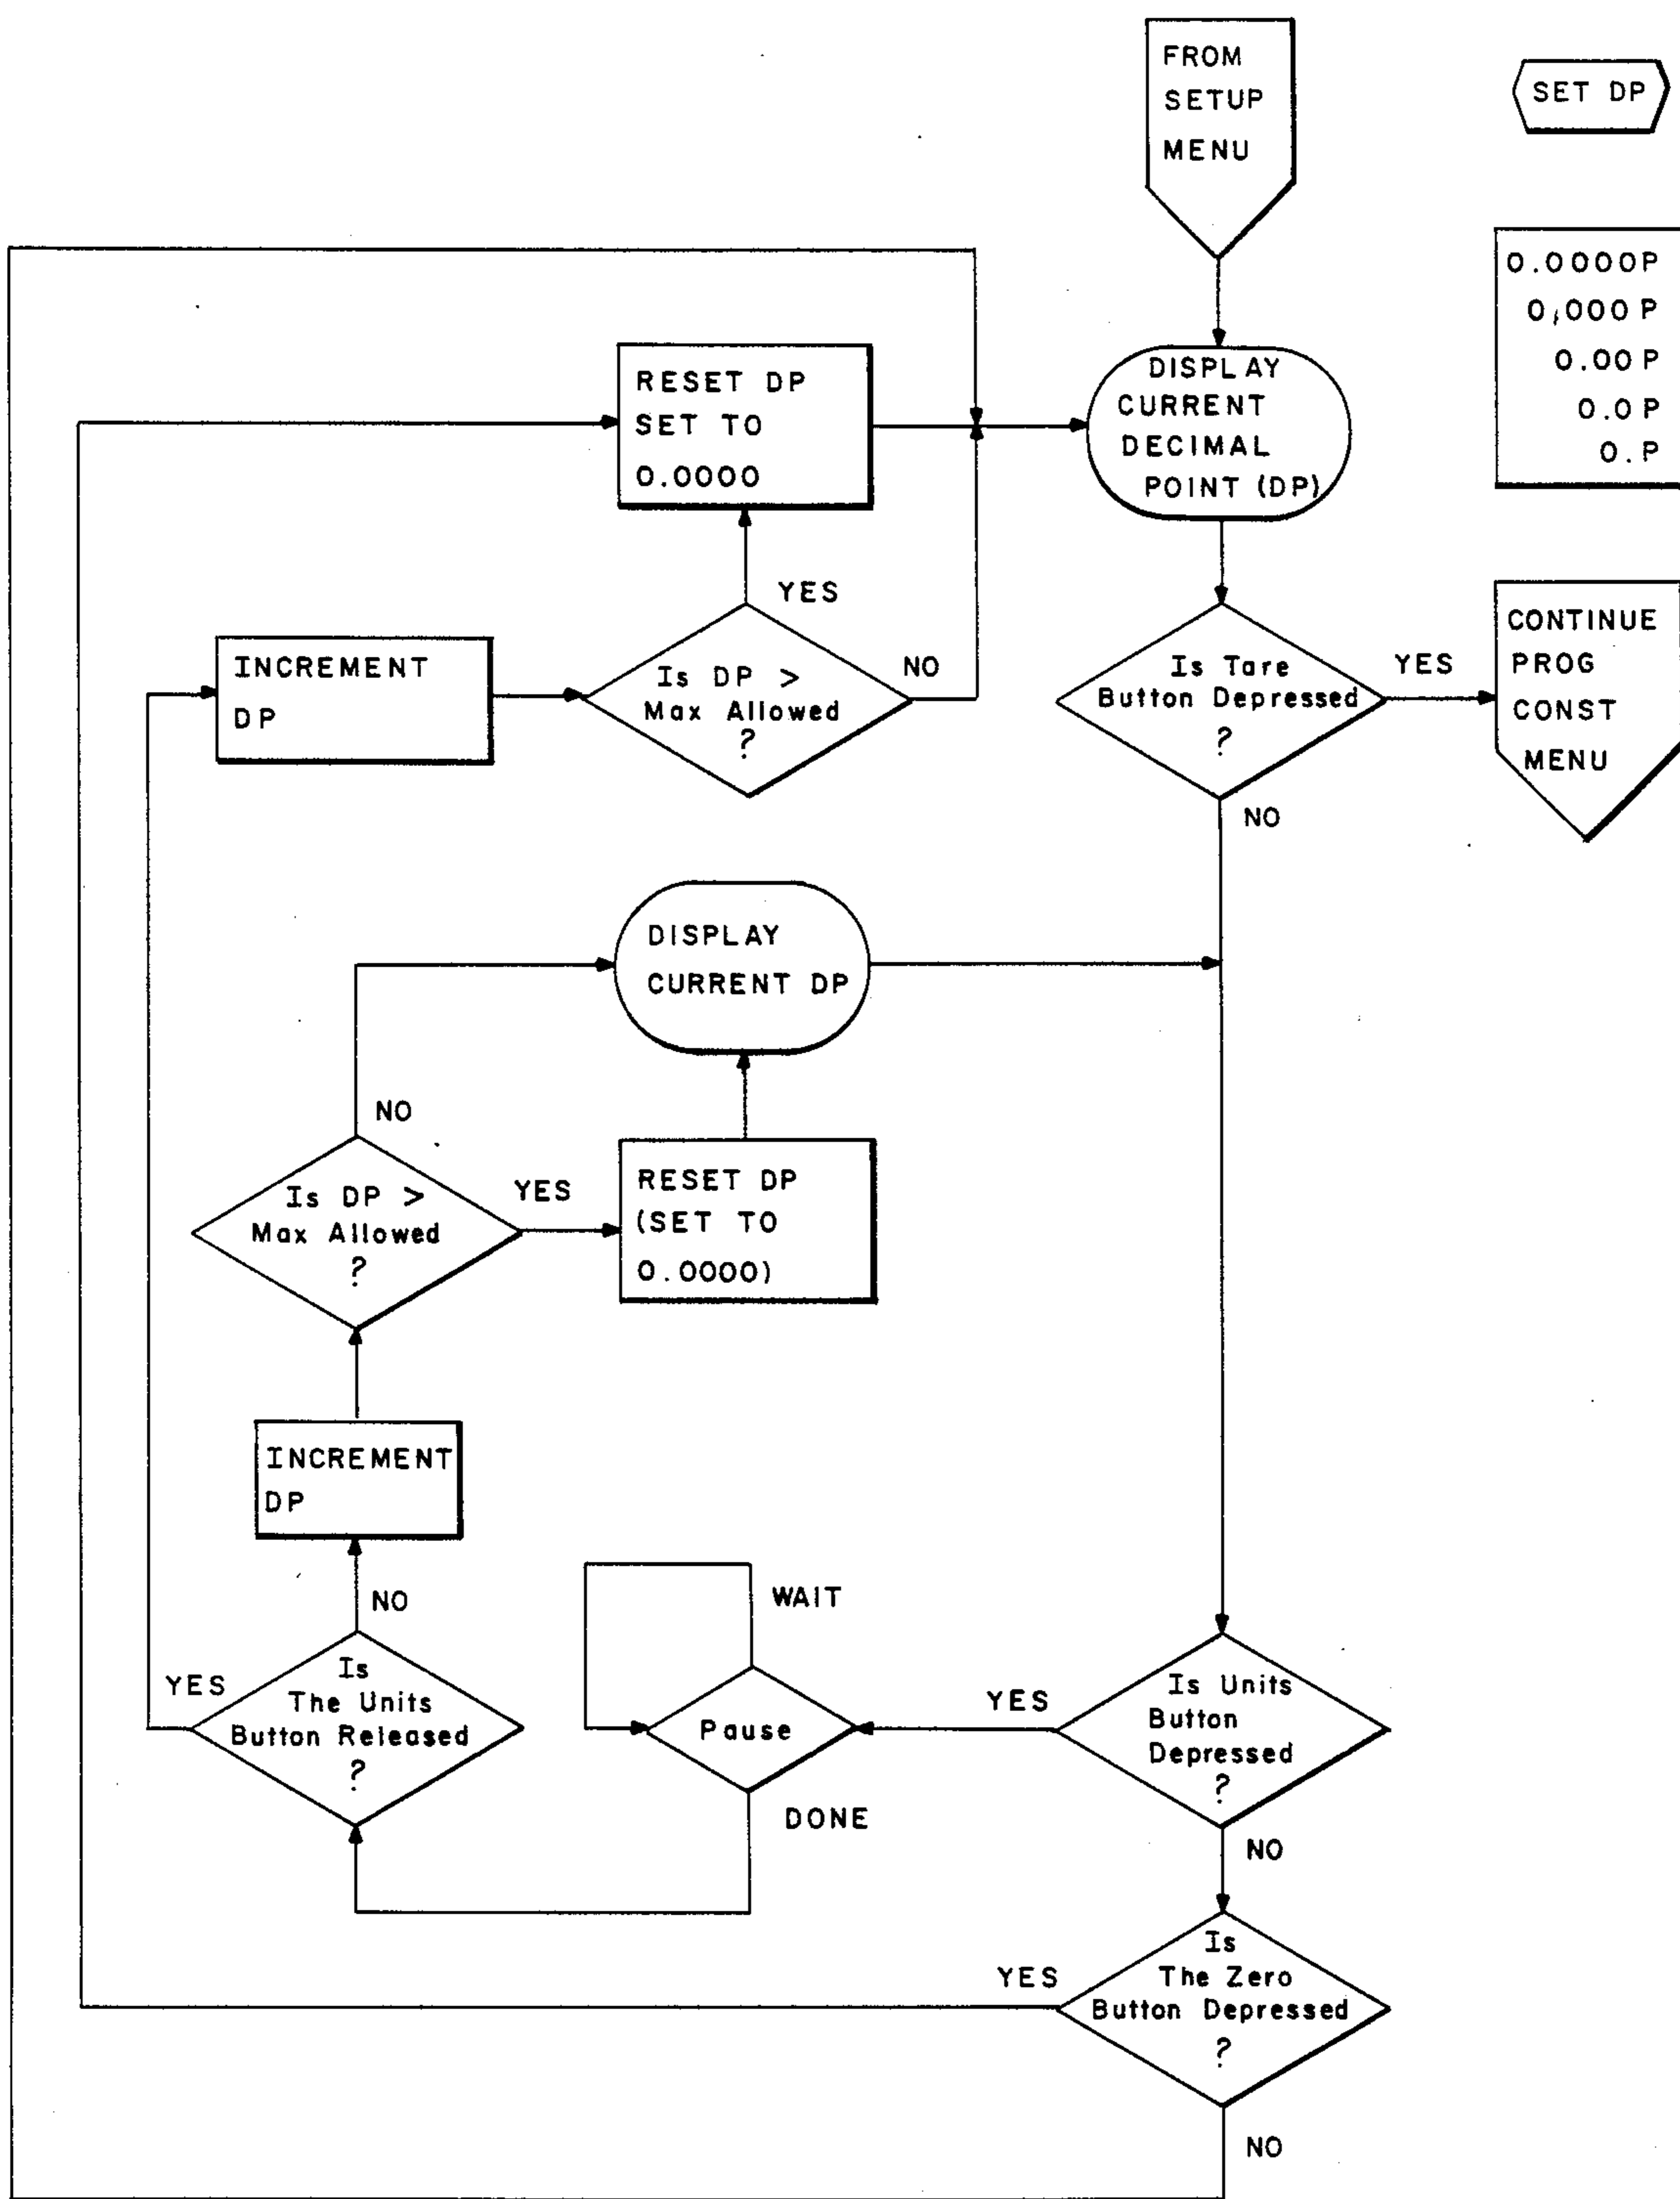 FROM
SETUP
MENU
SET DP
0.0000P
0,000 P
0.00 P
0.0 P
0. P
RESET DP
SET TO
0.0000
DISPLAY
CURRENT
DECIMAL
POINT (DP)
YES
INCREMENT
DP
Is DP >
Max Allowed
?
NO
Is Tare
Button Depressed
?
YES
NO
CONTINUE
PROG
CONST
MENU
DISPLAY
CURRENT DP
NO
Is DP >
Max Allowed
?
YES
RESET DP
(SET TO
0.0000)
INCREMENT
DP
NO
WAIT
YES
Is
The Units
Button Released
?
Pause
DONE
YES
Is Units
Button
Depressed
?
NO
YES
Is
The Zero
Button Depressed
?
NO